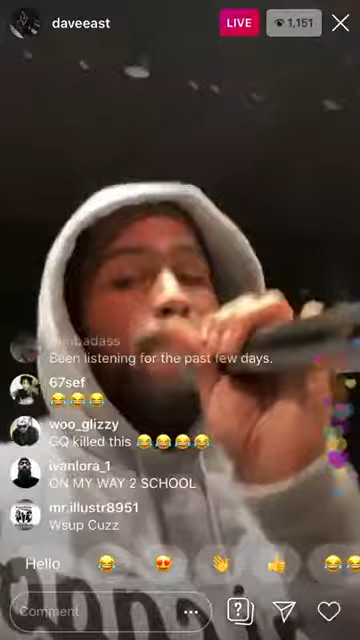 daveeast
LIVE
1,151
Been listening for the past few days.
67sef
😂😂😂
woo_glizzy
GQ killed this 😂😂😂😂
ivanlora_1
ON MY WAY 2 SCHOOL
mr.illustr8951
Wsup Cuzz
Hello 😂 😍 👋 👍 😂😂
Comment